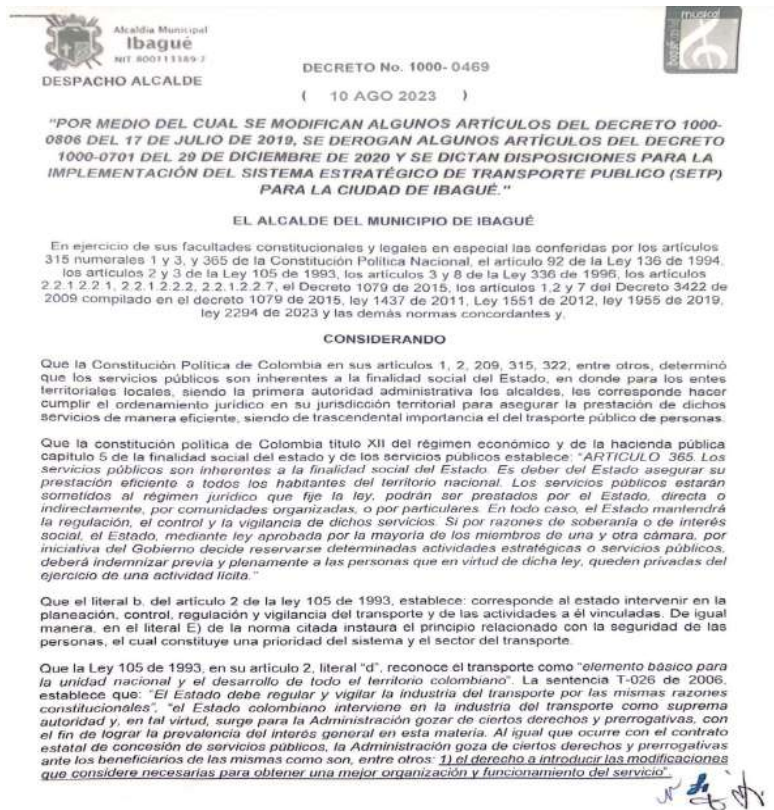 Alcaldía Municipal
Ibagué
NIT 800113389-7
DESPACHO ALCALDE
musical
DECRETO No. 1000- 0469
( 10 AGO 2023 )
"POR MEDIO DEL CUAL SE MODIFICAN ALGUNOS ARTÍCULOS DEL DECRETO 1000-
0806 DEL 17 DE JULIO DE 2019, SE DEROGAN ALGUNOS ARTÍCULOS DEL DECRETO
1000-0701 DEL 29 DE DICIEMBRE DE 2020 Y SE DICTAN DISPOSICIONES PARA LA
IMPLEMENTACIÓN DEL SISTEMA ESTRATÉGICO DE TRANSPORTE PUBLICO (SETP)
PARA LA CIUDAD DE IBAGUÉ."
EL ALCALDE DEL MUNICIPIO DE IBAGUÉ
En ejercicio de sus facultades constitucionales y legales en especial las conferidas por los artículos
315 numerales 1 y 3, y 365 de la Constitución Política Nacional, el artículo 92 de la Ley 136 de 1994,
los artículos 2 y 3 de la Ley 105 de 1993, los artículos 3 y 8 de la Ley 336 de 1996, los artículos
2.2.1.2.2.1, 2.2.1.2.2.2, 2.2.1.2.2.7, el Decreto 1079 de 2015, los artículos 1,2 y 7 del Decreto 3422 de
2009 compilado en el decreto 1079 de 2015, ley 1437 de 2011, Ley 1551 de 2012, ley 1955 de 2019,
ley 2294 de 2023 y las demás normas concordantes y,
CONSIDERANDO
Que la Constitución Política de Colombia en sus artículos 1, 2, 209, 315, 322, entre otros, determinó
que los servicios públicos son inherentes a la finalidad social del Estado, en donde para los entes
territoriales locales, siendo la primera autoridad administrativa los alcaldes, les corresponde hacer
cumplir el ordenamiento jurídico en su jurisdicción territorial para asegurar la prestación de dichos
servicios de manera eficiente, siendo de trascendental importancia el del trasporte público de personas.
Que la constitución política de Colombia título XII del régimen económico y de la hacienda pública
capitulo 5 de la finalidad social del estado y de los servicios públicos establece: "ARTICULO 365. Los
servicios públicos son inherentes a la finalidad social del Estado. Es deber del Estado asegurar su
prestación eficiente a todos los habitantes del territorio nacional. Los servicios públicos estarán
sometidos al régimen jurídico que fije la ley, podrán ser prestados por el Estado, directa o
indirectamente, por comunidades organizadas, o por particulares. En todo caso, el Estado mantendrá
la regulación, el control y la vigilancia de dichos servicios. Si por razones de soberanía o de interés
social, el Estado, mediante ley aprobada por la mayoría de los miembros de una y otra cámara, por
iniciativa del Gobierno decide reservarse determinadas actividades estratégicas o servicios públicos,
deberá indemnizar previa y plenamente a las personas que en virtud de dicha ley, queden privadas del
ejercicio de una actividad lícita."
Que el literal b, del artículo 2 de la ley 105 de 1993, establece: corresponde al estado intervenir en la
planeación, control, regulación y vigilancia del transporte y de las actividades a él vinculadas. De igual
manera, en el literal E) de la norma citada instaura el principio relacionado con la seguridad de las
personas, el cual constituye una prioridad del sistema y el sector del transporte.
Que la Ley 105 de 1993, en su artículo 2, literal "d", reconoce el transporte como "elemento básico para
la unidad nacional y el desarrollo de todo el territorio colombiano". La sentencia T-026 de 2006,
establece que: "El Estado debe regular y vigilar la industria del transporte por las mismas razones
constitucionales", "el Estado colombiano interviene en la industria del transporte como suprema
autoridad y, en tal virtud, surge para la Administración gozar de ciertos derechos y prerrogativas, con
el fin de lograr la prevalencia del interés general en esta materia. Al igual que ocurre con el contrato
estatal de concesión de servicios públicos, la Administración goza de ciertos derechos y prerrogativas
ante los beneficiarios de las mismas como son, entre otros: 1) el derecho a introducir las modificaciones
que considere necesarias para obtener una mejor organización y funcionamiento del servicio".